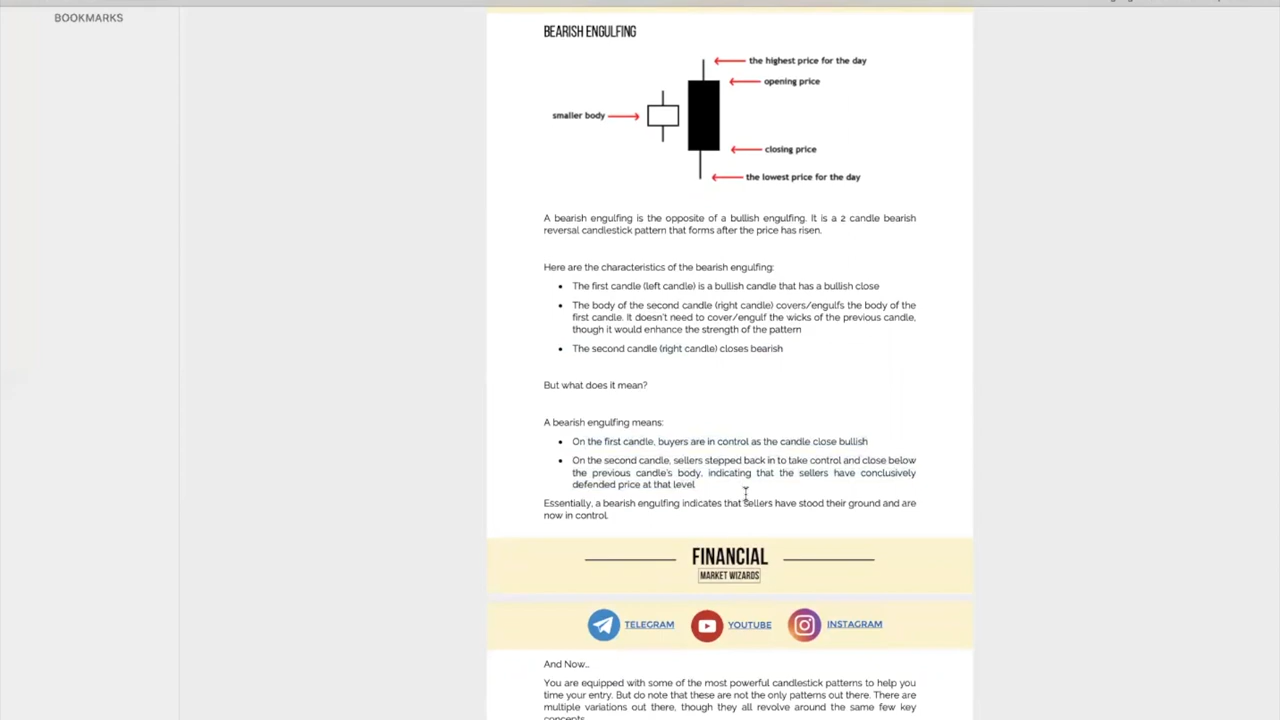 BOOKMARKS
BEARISH ENGULFING
the highest price for the day
opening price
smaller body
closing price
the lowest price for the day
A bearish engulfing is the opposite of a bullish engulfing. It is a 2 candle bearish
reversal candlestick pattern that forms after the price has risen.
Here are the characteristics of the bearish engulfing:
• The first candle (left candle) is a bullish candle that has a bullish close
• The body of the second candle (right candle) covers/engulfs the body of the
first candle. It doesn't need to cover/engulf the wicks of the previous candle,
though it would enhance the strength of the pattern
• The second candle (right candle) closes bearish
But what does it mean?
A bearish engulfing means:
• On the first candle, buyers are in control as the candle close bullish
• On the second candle, sellers stepped back in to take control and close below
the previous candle's body, indicating that the sellers have conclusively
defended price at that level
Essentially, a bearish engulfing indicates that sellers have stood their ground and are
now in control.
FINANCIAL
MARKET WIZARDS
TELEGRAM YOUTUBE INSTAGRAM
And Now...
You are equipped with some of the most powerful candlestick patterns to help you
time your entry. But do note that these are not the only patterns out there. There are
multiple variations out there, though they all revolve around the same few key
concepts